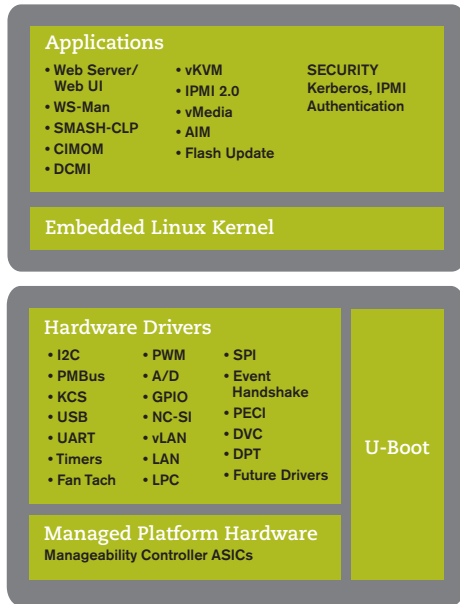 Applications
• Web Server/
Web UI
• WS-Man
• SMASH-CLP
• CIMOM
• DCMI
• vKVM
• IPMI 2.0
• vMedia
• AIM
• Flash Update
SECURITY
Kerberos, IPMI
Authentication
Embedded Linux Kernel
Hardware Drivers
• I2C
• PMBus
• KCS
• USB
• UART
• Timers
• Fan Tach
• PWM
• A/D
• GPIO
• NC-SI
• vLAN
• LAN
• LPC
• SPI
• Event
Handshake
• PECI
• DVC
• DPT
• Future Drivers
U-Boot
Managed Platform Hardware
Manageability Controller ASICs